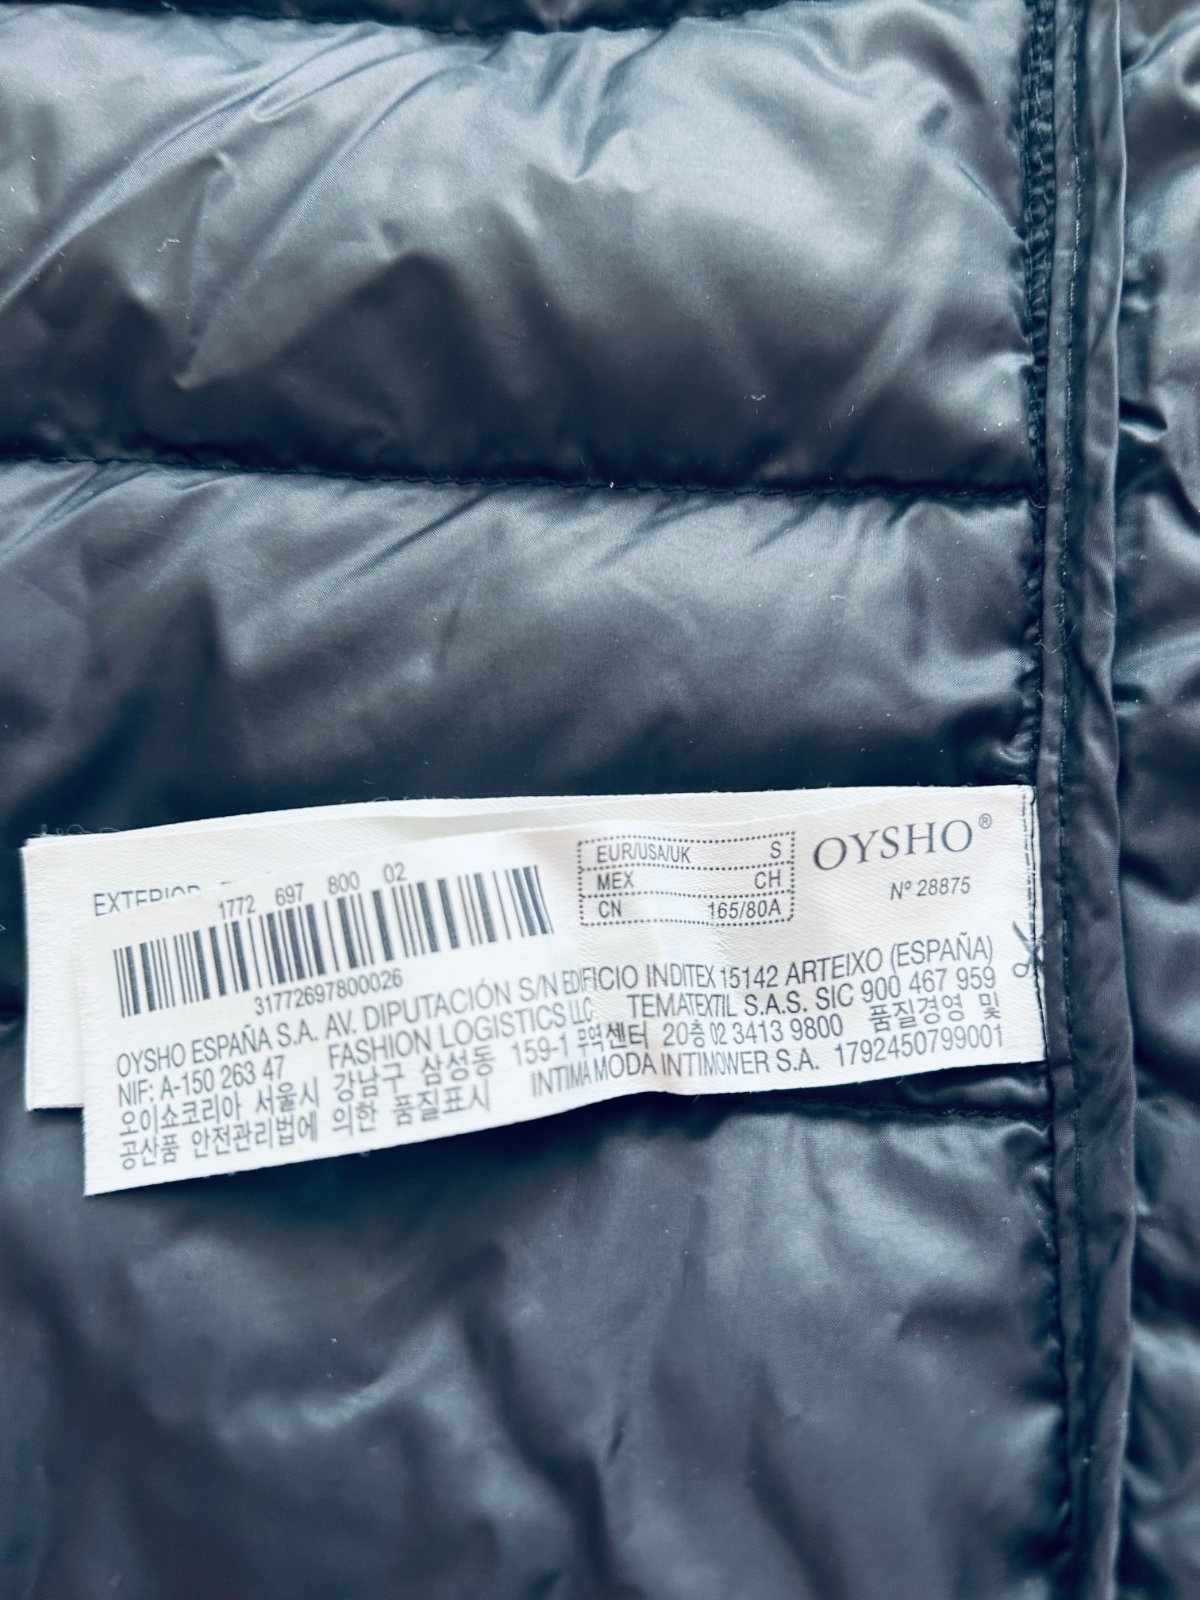 EXTERIOR
1772 697 800 02
31772697800026
EUR/USA/UK S
MEX CH
CN 165/80A
OYSHO®
Nº 28875
OYSHO ESPAÑA S.A. AV. DIPUTACIÓN S/N EDIFICIO INDITEX 15142 ARTEIXO (ESPAÑA)
NIF: A-150 263 47 FASHION LOGISTICS LLC TEMATEXTIL S.A.S. SIC 900 467 959
오이쇼코리아 서울시 강남구 삼성동 159-1 무역센터 20층 02 3413 9800 품질경영 및
공산품 안전관리법에 의한 품질표시 INTIMA MODA INTIMOWER S.A. 1792450799001